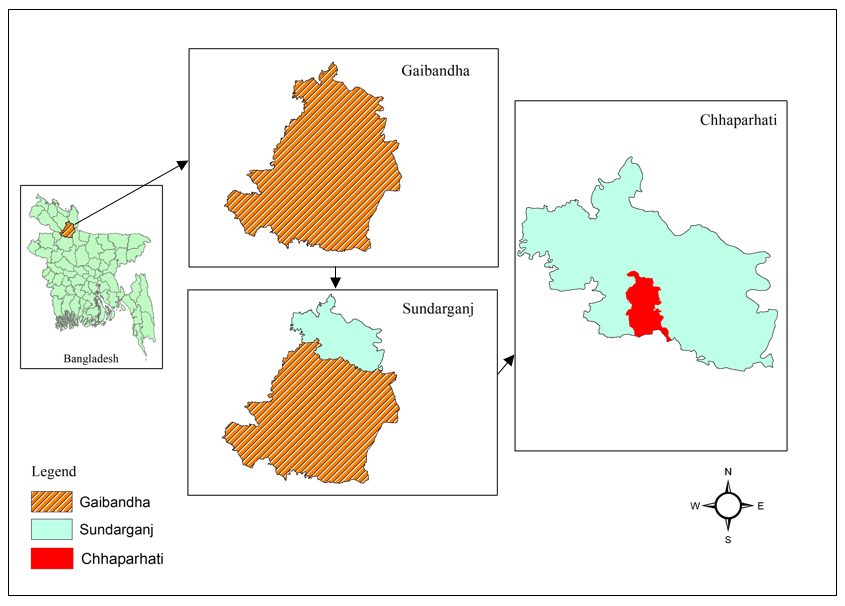 Gaibandha
Chhaparhati
Bangladesh
Sundarganj
Legend
Gaibandha
Sundarganj
Chhaparhati
N
W E
S